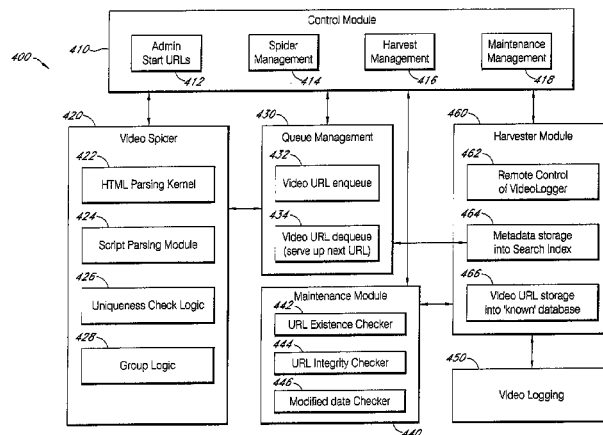 Control Module
400
410
Admin
Start URLs
412
Spider
Management
414
Harvest
Management
416
Maintenance
Management
418
420
Video Spider
422
HTML Parsing Kernel
424
Script Parsing Module
426
Uniqueness Check Logic
428
Group Logic
430
Queue Management
432
Video URL enqueue
434
Video URL dequeue
(serve up next URL)
Maintenance Module
442
URL Existence Checker
444
URL Integrity Checker
446
Modified date Checker
440
460
Harvester Module
462
Remote Control
of VideoLogger
464
Metadata storage
into Search Index
466
Video URL storage
into 'known' database
450
Video Logging